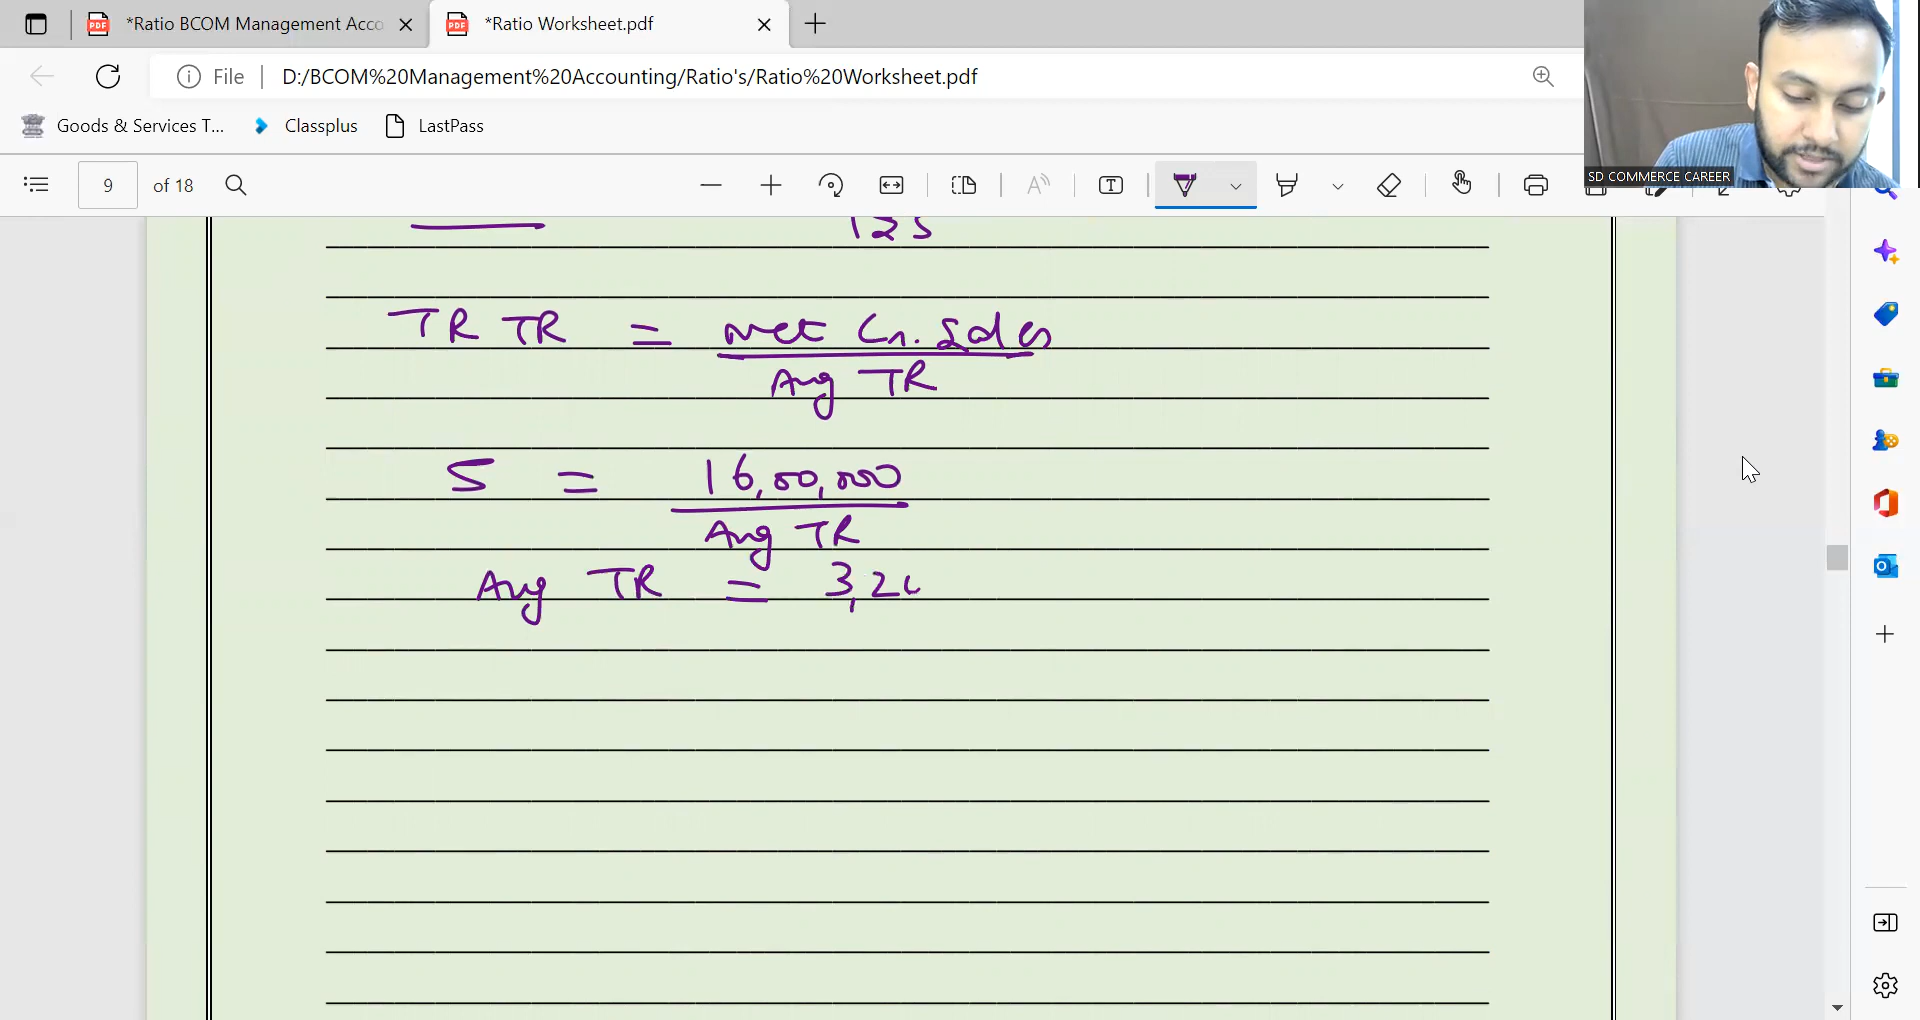 *Ratio BCOM Management Acco
*Ratio Worksheet.pdf
File
D:/BCOM%20Management%20Accounting/Ratio's/Ratio%20Worksheet.pdf
Goods & Services T...
Classplus
LastPass
SD COMMERCE CAREER
9 of 18
125
TR TR = Net Cr. Sales
Avg TR
5 = 16,00,000
Avg TR
Avg TR = 3,20